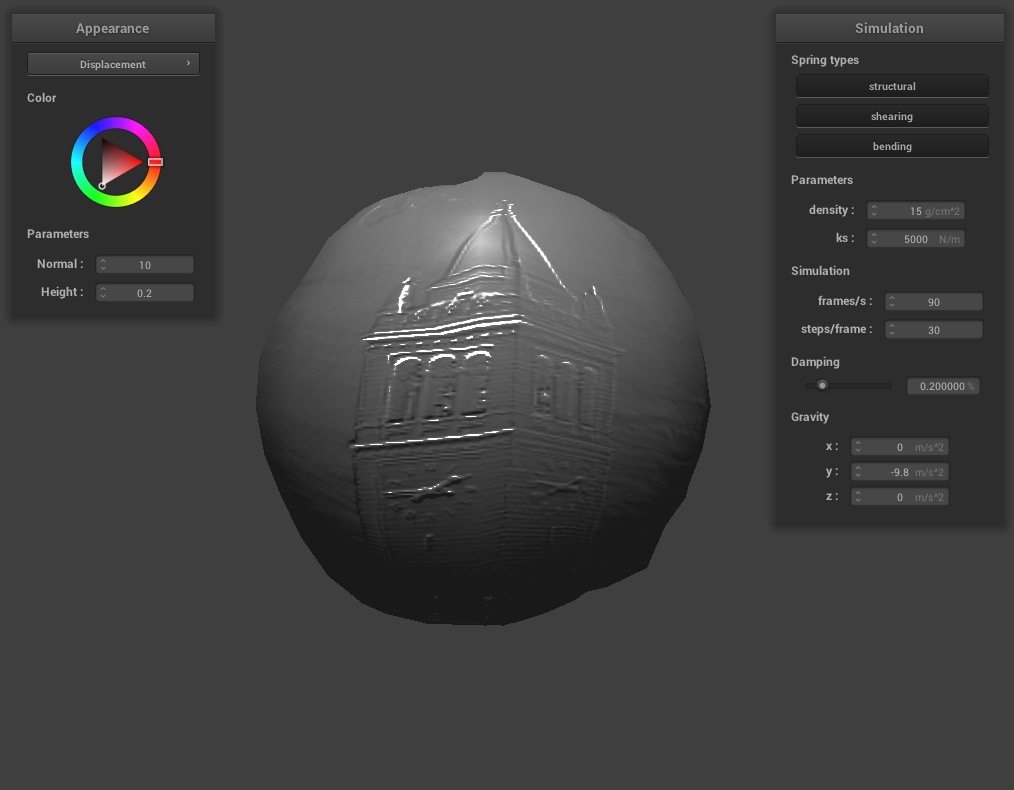 Appearance
Displacement ›
Color
Parameters
Normal : 10
Height : 0.2
Simulation
Spring types
structural
shearing
bending
Parameters
density : 15 g/cm^2
ks : 5000 N/m
Simulation
frames/s : 90
steps/frame : 30
Damping
0.200000 %
Gravity
x : 0 m/s^2
y : -9.8 m/s^2
z : 0 m/s^2